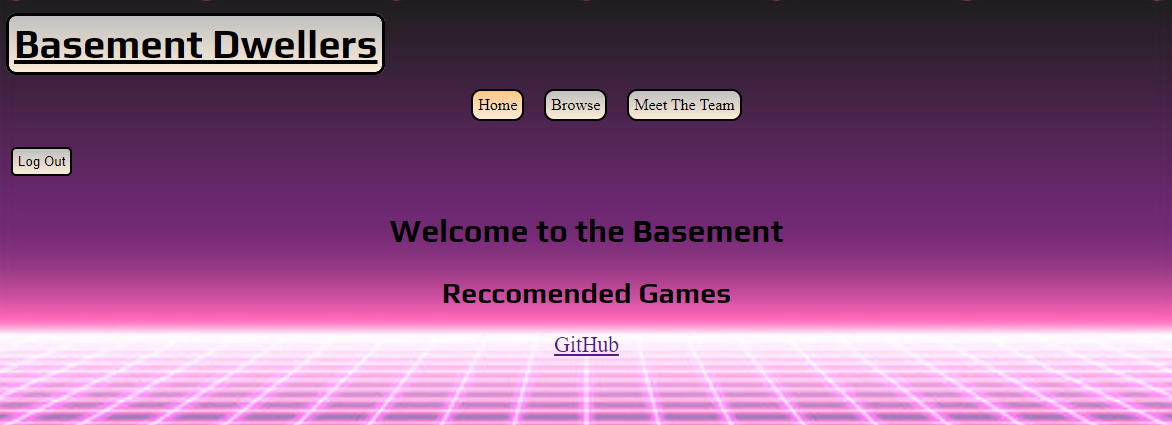 Basement Dwellers
Home Browse Meet The Team
Log Out
Welcome to the Basement
Reccomended Games
GitHub